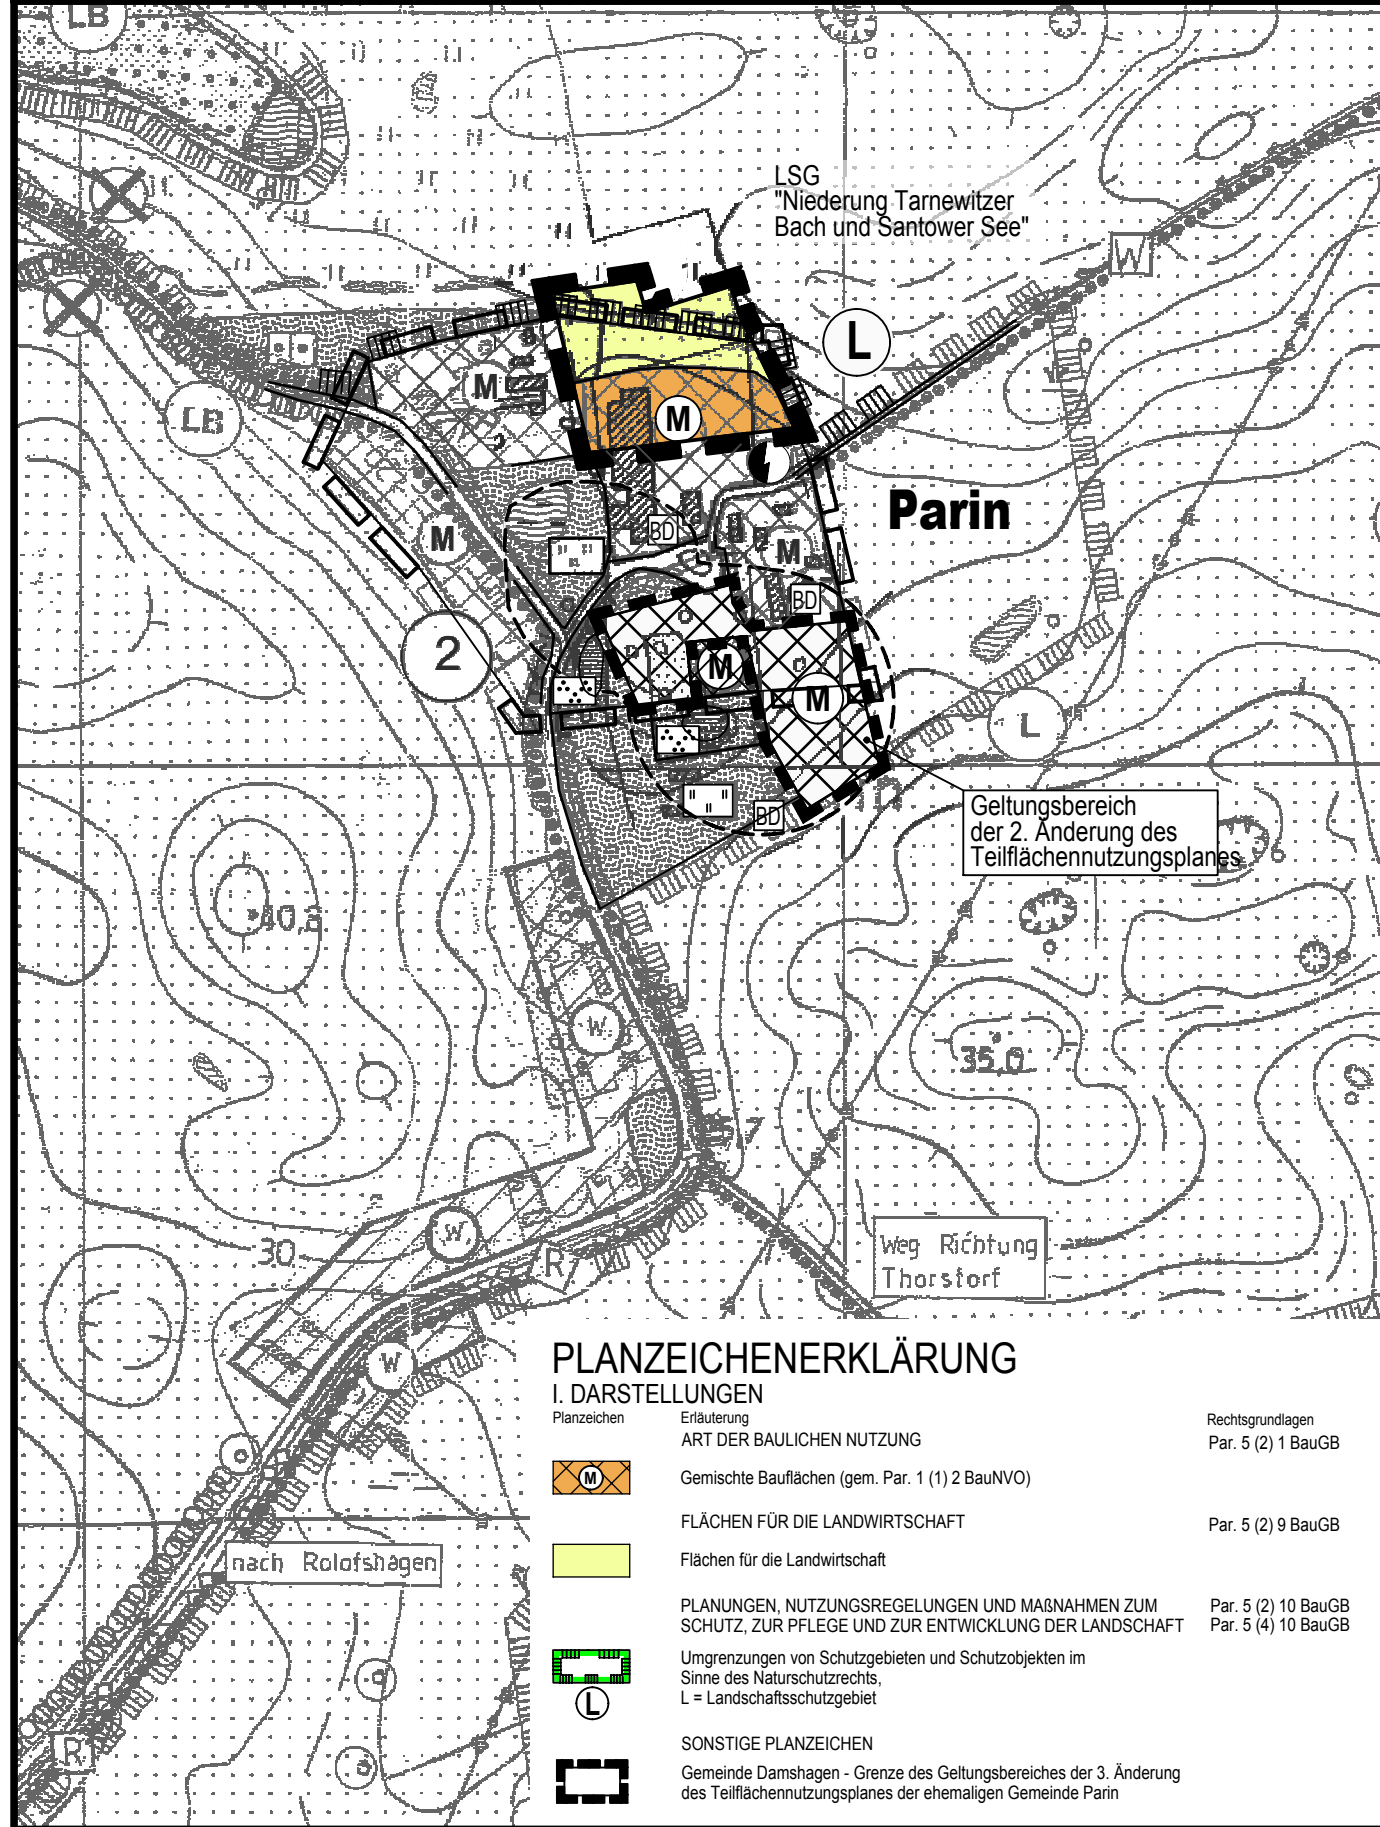 LB
LSG
"Niederung Tarnewitzer
Bach und Santower See"
W
L
M
M
LB
Parin
M
BD
M
BD
2
M
M
L
BD
Geltungsbereich
der 2. Änderung des
Teilflächennutzungsplanes
40,3
W
35,0
W
30
R
Weg Richtung
Thorstorf
W
nach Rolofshagen
R
PLANZEICHENERKLÄRUNG
I. DARSTELLUNGEN
Planzeichen Erläuterung Rechtsgrundlagen
ART DER BAULICHEN NUTZUNG Par. 5 (2) 1 BauGB
M Gemischte Bauflächen (gem. Par. 1 (1) 2 BauNVO)
FLÄCHEN FÜR DIE LANDWIRTSCHAFT Par. 5 (2) 9 BauGB
Flächen für die Landwirtschaft
PLANUNGEN, NUTZUNGSREGELUNGEN UND MAßNAHMEN ZUM Par. 5 (2) 10 BauGB
SCHUTZ, ZUR PFLEGE UND ZUR ENTWICKLUNG DER LANDSCHAFT Par. 5 (4) 10 BauGB
Umgrenzungen von Schutzgebieten und Schutzobjekten im
Sinne des Naturschutzrechts,
L L = Landschaftsschutzgebiet
SONSTIGE PLANZEICHEN
Gemeinde Damshagen - Grenze des Geltungsbereiches der 3. Änderung
des Teilflächennutzungsplanes der ehemaligen Gemeinde Parin